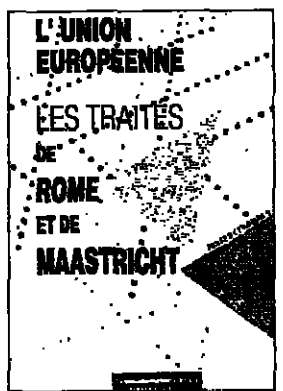 L'UNION
EUROPÉENNE
LES TRAITÉS
DE
ROME
ET DE
MAASTRICHT